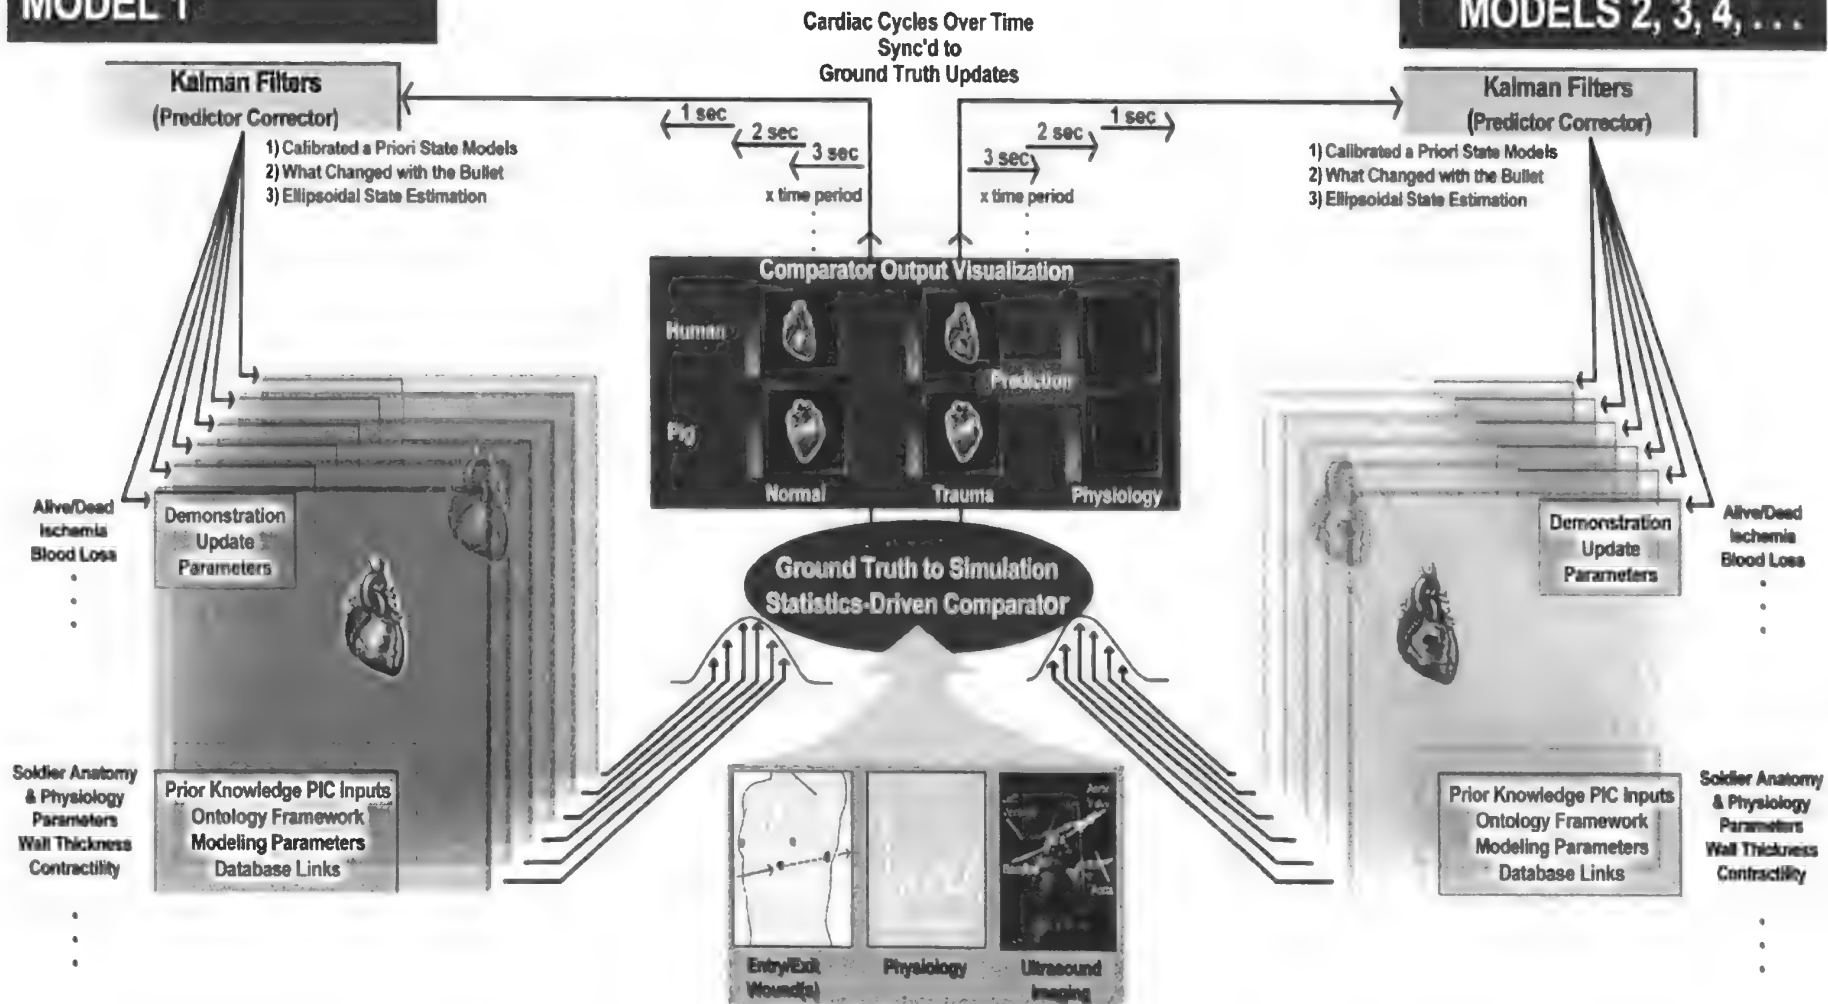 MODEL 1
Cardiac Cycles Over Time
Sync'd to
Ground Truth Updates
MODELS 2, 3, 4, . . .
Kalman Filters
(Predictor Corrector)
1) Calibrated a Priori State Models
2) What Changed with the Bullet
3) Ellipsoidal State Estimation
1 sec
2 sec
3 sec
x time period
1 sec
2 sec
3 sec
x time period
Kalman Filters
(Predictor Corrector)
1) Calibrated a Priori State Models
2) What Changed with the Bullet
3) Ellipsoidal State Estimation
Comparator Output Visualization
Human
Prediction
Pig
Normal
Trauma
Physiology
Alive/Dead
Ischemia
Blood Loss
Demonstration
Update
Parameters
Ground Truth to Simulation
Statistics-Driven Comparator
Demonstration
Update
Parameters
Alive/Dead
Ischemia
Blood Loss
Soldier Anatomy
& Physiology
Parameters
Wall Thickness
Contractility
Prior Knowledge PIC Inputs
Ontology Framework
Modeling Parameters
Database Links
Aortic
Valve
Entry/Exit
Wound(s)
Physiology
Ultrasound
Imaging
Prior Knowledge PIC Inputs
Ontology Framework
Modeling Parameters
Database Links
Soldier Anatomy
& Physiology
Parameters
Wall Thickness
Contractility